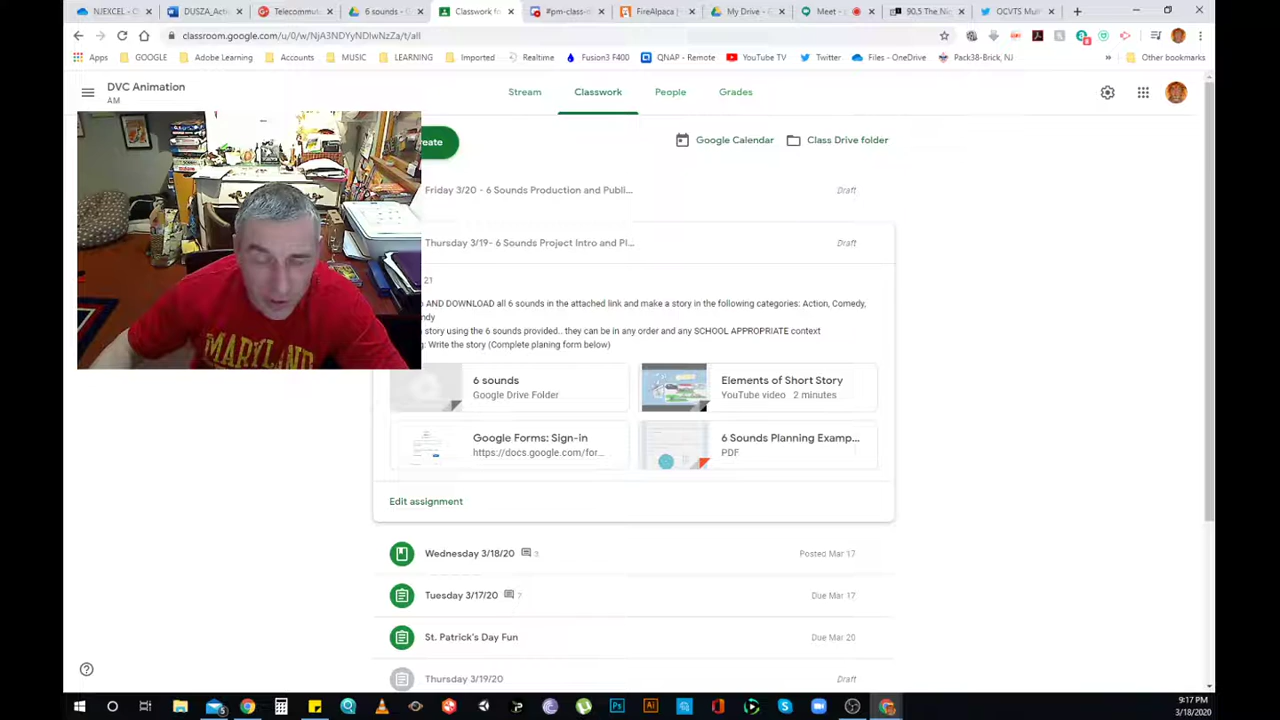 NJEXCEL - CH
DUSZA_Acti
Telecommut
6 sounds - G
Classwork fo
#pm-class-n
FireAlpaca
My Drive - G
Meet -
90.5 The Nig
OCVTS Mult
classroom.google.com/u/0/w/NjA3NDYyNDIwNzZa/t/all
Apps
GOOGLE
Adobe Learning
Accounts
MUSIC
LEARNING
Imported
Realtime
Fusion3 F400
QNAP - Remote
YouTube TV
Twitter
Files - OneDrive
Pack38-Brick, NJ
»
Other bookmarks
DVC Animation
AM
Stream
Classwork
People
Grades
eate
Google Calendar
Class Drive folder
Friday 3/20 - 6 Sounds Production and Publi...
Draft
Thursday 3/19- 6 Sounds Project Intro and Pl...
Draft
21
AND DOWNLOAD all 6 sounds in the attached link and make a story in the following categories: Action, Comedy,
story using the 6 sounds provided.. they can be in any order and any SCHOOL APPROPRIATE context
: Write the story (Complete planing form below)
6 sounds
Google Drive Folder
Elements of Short Story
YouTube video 2 minutes
Google Forms: Sign-in
https://docs.google.com/for...
6 Sounds Planning Examp...
PDF
Edit assignment
Wednesday 3/18/20
3
Posted Mar 17
Tuesday 3/17/20
7
Due Mar 17
St. Patrick's Day Fun
Due Mar 20
Thursday 3/19/20
Draft
MARYLAND
9:17 PM
3/18/2020